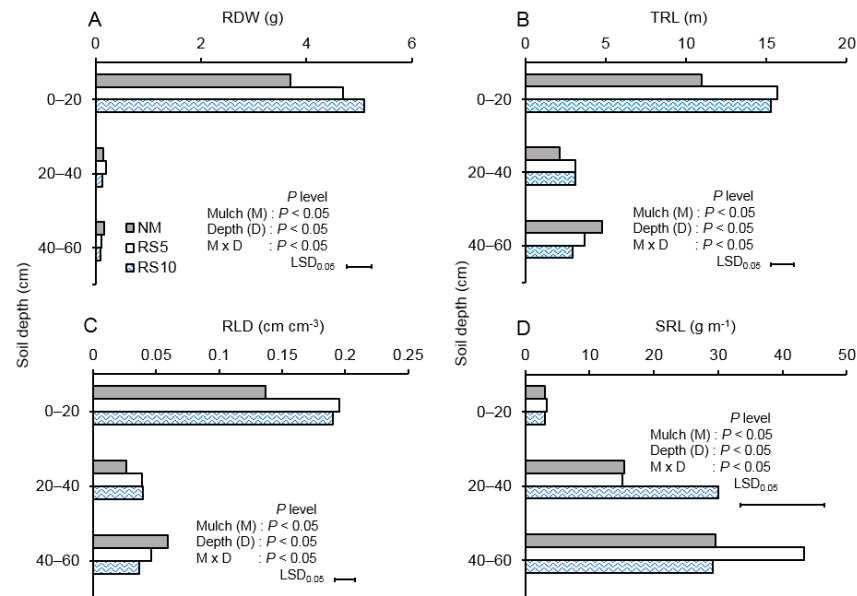 A
RDW (g)
0 2 4 6
0–20
20–40
40–60
Soil depth (cm)
NM
RS5
RS10
P level
Mulch (M) : P < 0.05
Depth (D) : P < 0.05
M x D : P < 0.05
LSD0.05
B
TRL (m)
0 5 10 15 20
0–20
20–40
40–60
Soil depth (cm)
P level
Mulch (M) : P < 0.05
Depth (D) : P < 0.05
M x D : P < 0.05
LSD0.05
C
RLD (cm cm-3)
0 0.05 0.1 0.15 0.2 0.25
0–20
20–40
40–60
P level
Mulch (M) : P < 0.05
Depth (D) : P < 0.05
M x D : P < 0.05
LSD0.05
D
SRL (g m-1)
0 10 20 30 40 50
0–20
20–40
40–60
P level
Mulch (M) : P < 0.05
Depth (D) : P < 0.05
M x D : P < 0.05
LSD0.05